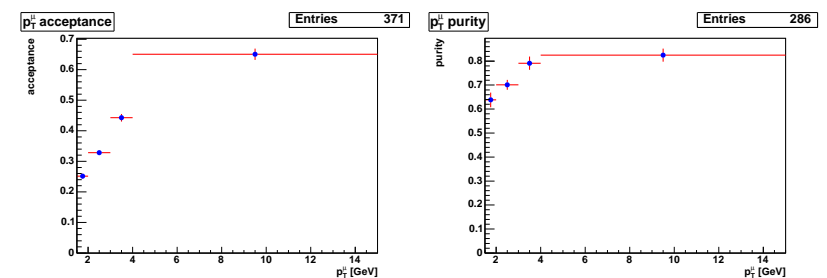 p_T^μ acceptance
Entries 371
acceptance
0.7
0.6
0.5
0.4
0.3
0.2
0.1
0
2 4 6 8 10 12 14
p_T^μ [GeV]
p_T^μ purity
Entries 286
purity
0.8
0.7
0.6
0.5
0.4
0.3
0.2
0.1
0
2 4 6 8 10 12 14
p_T^μ [GeV]